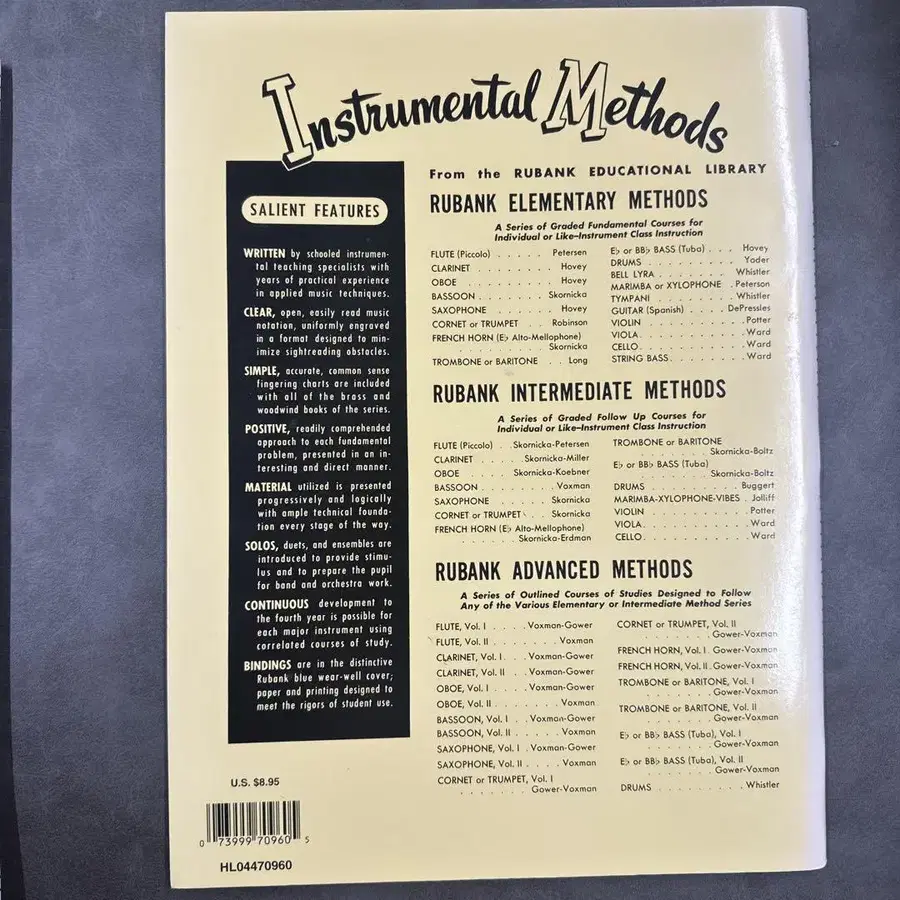 Instrumental Methods
From the RUBANK EDUCATIONAL LIBRARY
SALIENT FEATURES
WRITTEN by schooled instrumen-
tal teaching specialists with
years of practical experience
in applied music techniques.
CLEAR, open, easily read music
notation, uniformly engraved
in a format designed to min-
imize sightreading obstacles.
SIMPLE, accurate, common sense
fingering charts are included
with all of the brass and
woodwind books of the series.
POSITIVE, readily comprehended
approach to each fundamental
problem, presented in an in-
teresting and direct manner.
MATERIAL utilized is presented
progressively and logically
with ample technical founda-
tion every stage of the way.
SOLOS, duets, and ensembles are
introduced to provide stimu-
lus and to prepare the pupil
for band and orchestra work.
CONTINUOUS development to
the fourth year is possible for
each major instrument using
correlated courses of study.
BINDINGS are in the distinctive
Rubank blue wear-well cover;
paper and printing designed to
meet the rigors of student use.
RUBANK ELEMENTARY METHODS
A Series of Graded Fundamental Courses for
Individual or Like-Instrument Class Instruction
FLUTE (Piccolo) . . . . . Petersen
CLARINET . . . . . . . . Hovey
OBOE . . . . . . . . . Hovey
BASSOON . . . . . . . Skornicka
SAXOPHONE . . . . . . Hovey
CORNET or TRUMPET Robinson
FRENCH HORN (E♭ Alto-Mellophone)
. . . . . . . . . . Skornicka
TROMBONE or BARITONE . . Long
E♭ or BB♭ BASS (Tuba) . . . Hovey
DRUMS . . . . . . . . . Yoder
BELL LYRA . . . . . . . . Whistler
MARIMBA or XYLOPHONE . Peterson
TYMPANI . . . . . . . . Whistler
GUITAR (Spanish) . . . . DePressles
VIOLIN . . . . . . . . . Potter
VIOLA . . . . . . . . . . Ward
CELLO . . . . . . . . . . Ward
STRING BASS . . . . . . . Ward
RUBANK INTERMEDIATE METHODS
A Series of Graded Follow Up Courses for
Individual or Like-Instrument Class Instruction
FLUTE (Piccolo) . . Skornicka-Petersen
CLARINET . . . . . Skornicka-Miller
OBOE . . . . . Skornicka-Koebner
BASSOON . . . . . . . . Voxman
SAXOPHONE . . . . . . Skornicka
CORNET or TRUMPET . . Skornicka
FRENCH HORN (E♭ Alto-Mellophone)
. . . . . . . Skornicka-Erdman
TROMBONE or BARITONE
. . . . . . . . Skornicka-Boltz
E♭ or BB♭ BASS (Tuba)
. . . . . . . . Skornicka-Boltz
DRUMS . . . . . . . . . Buggert
MARIMBA-XYLOPHONE-VIBES . Jolliff
VIOLIN . . . . . . . . . Potter
VIOLA . . . . . . . . . . Ward
CELLO . . . . . . . . . . Ward
RUBANK ADVANCED METHODS
A Series of Outlined Courses of Studies Designed to Follow
Any of the Various Elementary or Intermediate Method Series
FLUTE, Vol. I . . . . Voxman-Gower
FLUTE, Vol. II . . . . . . Voxman
CLARINET, Vol. I . . . Voxman-Gower
CLARINET, Vol. II . . . Voxman-Gower
OBOE, Vol. I . . . . Voxman-Gower
OBOE, Vol. II . . . . . . Voxman
BASSOON, Vol. I . . Voxman-Gower
BASSOON, Vol. II . . . . . Voxman
SAXOPHONE, Vol. I . Voxman-Gower
SAXOPHONE, Vol. II . . . . Voxman
CORNET or TRUMPET, Vol. I
. . . . . . . . Gower-Voxman
CORNET or TRUMPET, Vol. II
. . . . . . . . Gower-Voxman
FRENCH HORN, Vol. I . Gower-Voxman
FRENCH HORN, Vol. II . Gower-Voxman
TROMBONE or BARITONE, Vol. I
. . . . . . . . Gower-Voxman
TROMBONE or BARITONE, Vol. II
. . . . . . . . Gower-Voxman
E♭ or BB♭ BASS (Tuba), Vol. I
. . . . . . . . Gower-Voxman
E♭ or BB♭ BASS (Tuba), Vol. II
. . . . . . . . Gower-Voxman
DRUMS . . . . . . . . . Whistler
U.S. $8.95
0 73999 70960 5
HL04470960